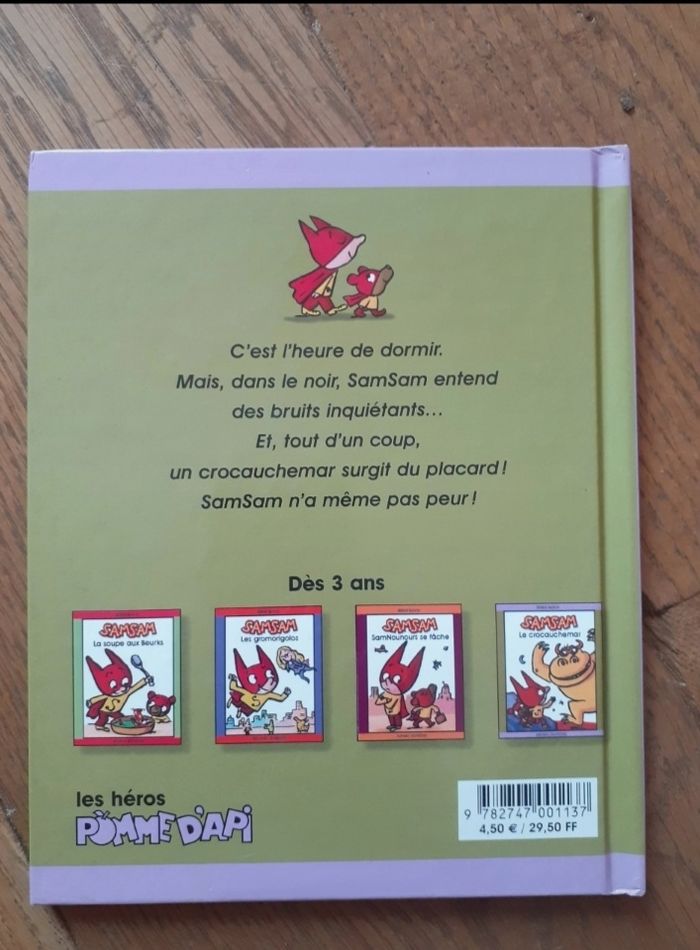 C'est l'heure de dormir.
Mais, dans le noir, SamSam entend
des bruits inquiétants...
Et, tout d'un coup,
un crocauchemar surgit du placard !
SamSam n'a même pas peur !
Dès 3 ans
SAMSAM
La soupe aux Beurks
SAMSAM
Les gromorigolos
SAMSAM
SamNounours se fâche
SAMSAM
Le crocauchemar
les héros
POMME D'API
9 782747 001137
4,50 € / 29,50 FF